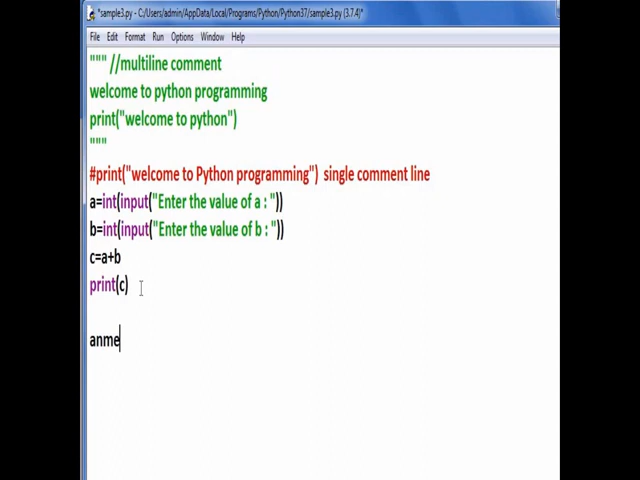 *sample3.py - C:/Users/admin/AppData/Local/Programs/Python/Python37/sample3.py (3.7.4)*
File Edit Format Run Options Window Help
""" //multiline comment
welcome to python programming
print("welcome to python")
"""
#print("welcome to Python programming") single comment line
a=int(input("Enter the value of a : "))
b=int(input("Enter the value of b : "))
c=a+b
print(c)
anme